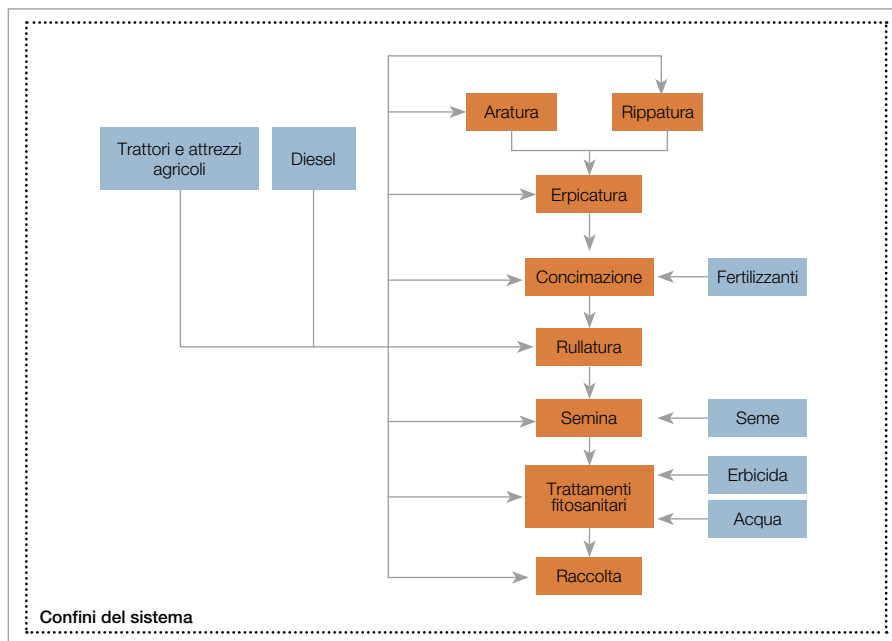 Aratura
Rippatura
Trattori e attrezzi
agricoli
Diesel
Erpicatura
Concimazione
Fertilizzanti
Rullatura
Semina
Seme
Trattamenti
fitosanitari
Erbicida
Acqua
Raccolta
Confini del sistema